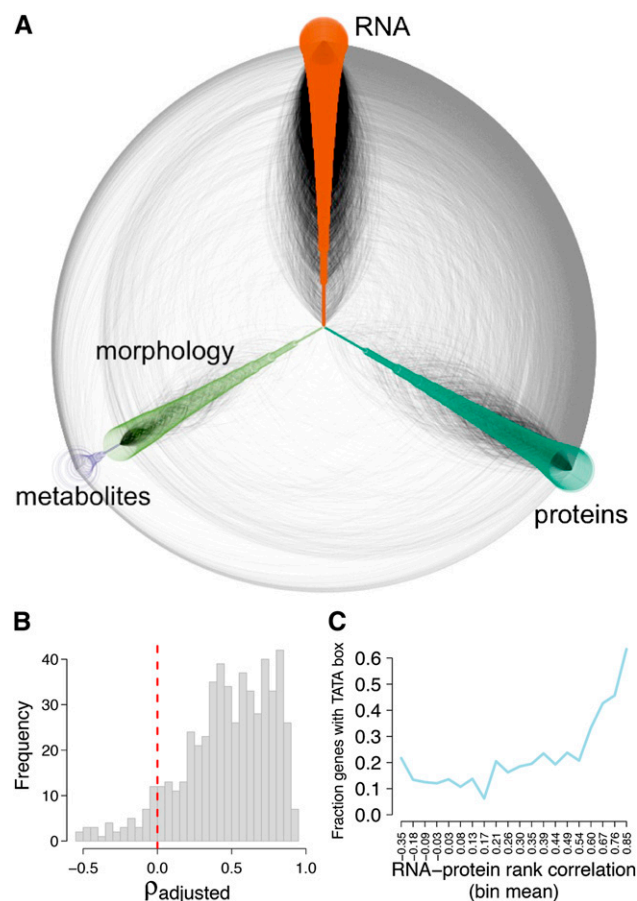 A
RNA
morphology
metabolites
proteins
B
Frequency
40
30
20
10
0
−0.5 0.0 0.5 1.0
ρadjusted
C
Fraction genes with TATA box
0.6
0.5
0.4
0.3
0.2
0.1
0.0
−0.35 −0.18 −0.09 −0.03 0.03 0.08 0.13 0.17 0.21 0.26 0.30 0.35 0.39 0.44 0.49 0.54 0.60 0.67 0.76 0.85
RNA−protein rank correlation
(bin mean)